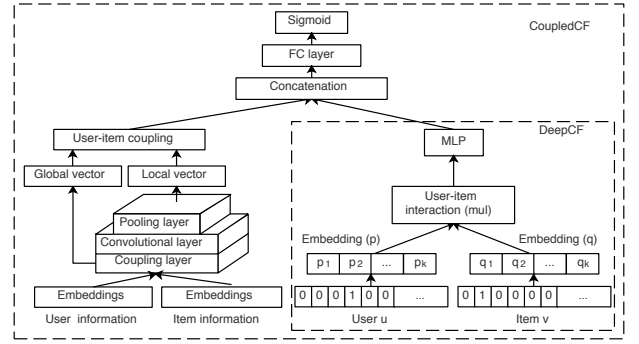 Sigmoid
CoupledCF
FC layer
Concatenation
DeepCF
User-item coupling
MLP
Global vector
Local vector
User-item
interaction (mul)
Pooling layer
Convolutional layer
Coupling layer
Embedding (p)
Embedding (q)
p1 p2 ... pk
q1 q2 ... qk
Embeddings
Embeddings
0 0 0 1 0 0 ...
0 1 0 0 0 0 ...
User information
Item information
User u
Item v